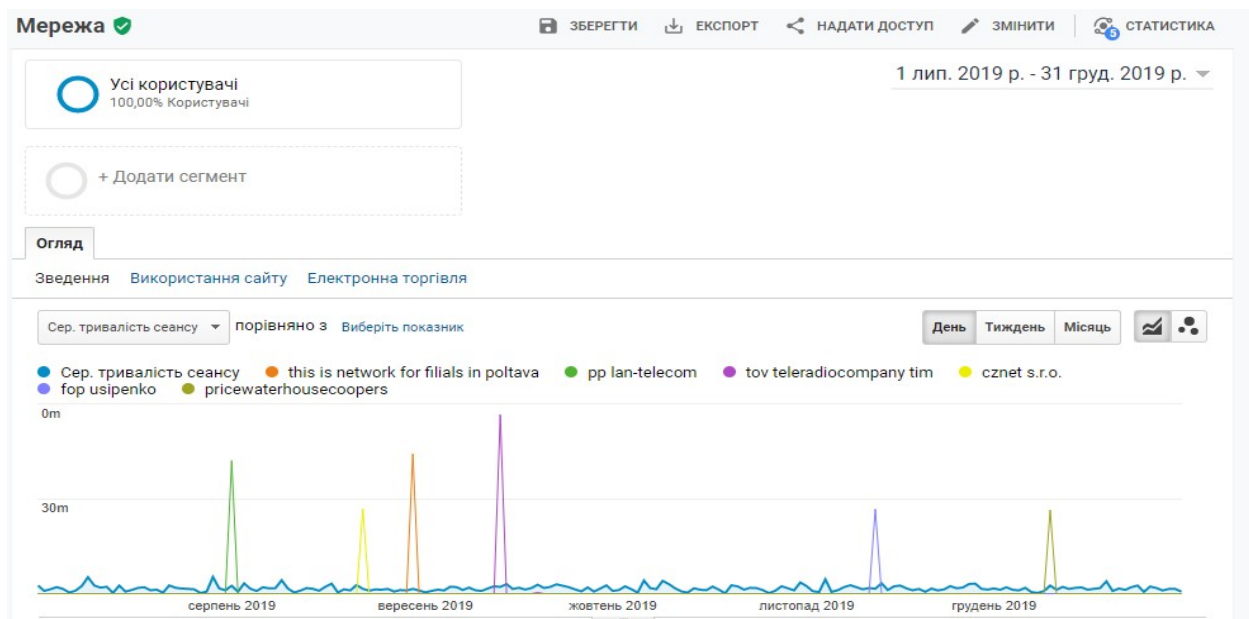 Мережа
ЗБЕРЕГТИ ЕКСПОРТ НАДАТИ ДОСТУП ЗМІНИТИ 5 СТАТИСТИКА
Усі користувачі
100,00% Користувачі
1 лип. 2019 р. - 31 груд. 2019 р.
+ Додати сегмент
Огляд
Зведення Використання сайту Електронна торгівля
Сер. тривалість сеансу порівняно з Виберіть показник День Тиждень Місяць
Сер. тривалість сеансу this is network for filials in poltava pp lan-telecom tov teleradiocompany tim cznet s.r.o.
fop usipenko pricewaterhousecoopers
0m
30m
серпень 2019 вересень 2019 жовтень 2019 листопад 2019 грудень 2019